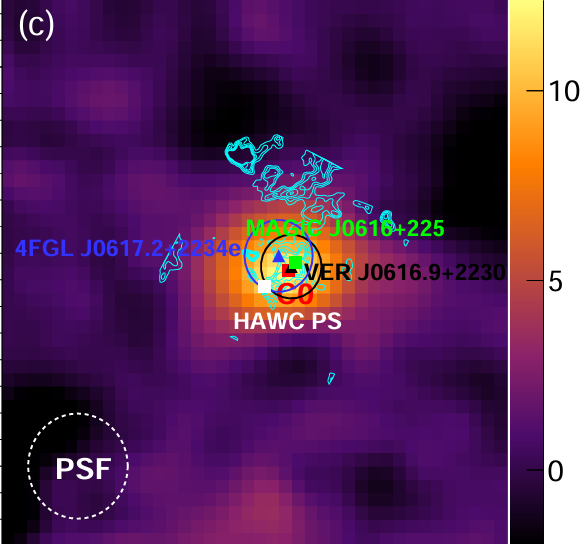 (c)
10
MAGIC J0616+225
4FGL J0617.2+2234e
VER J0616.9+2230
5
C0
HAWC PS
PSF
0